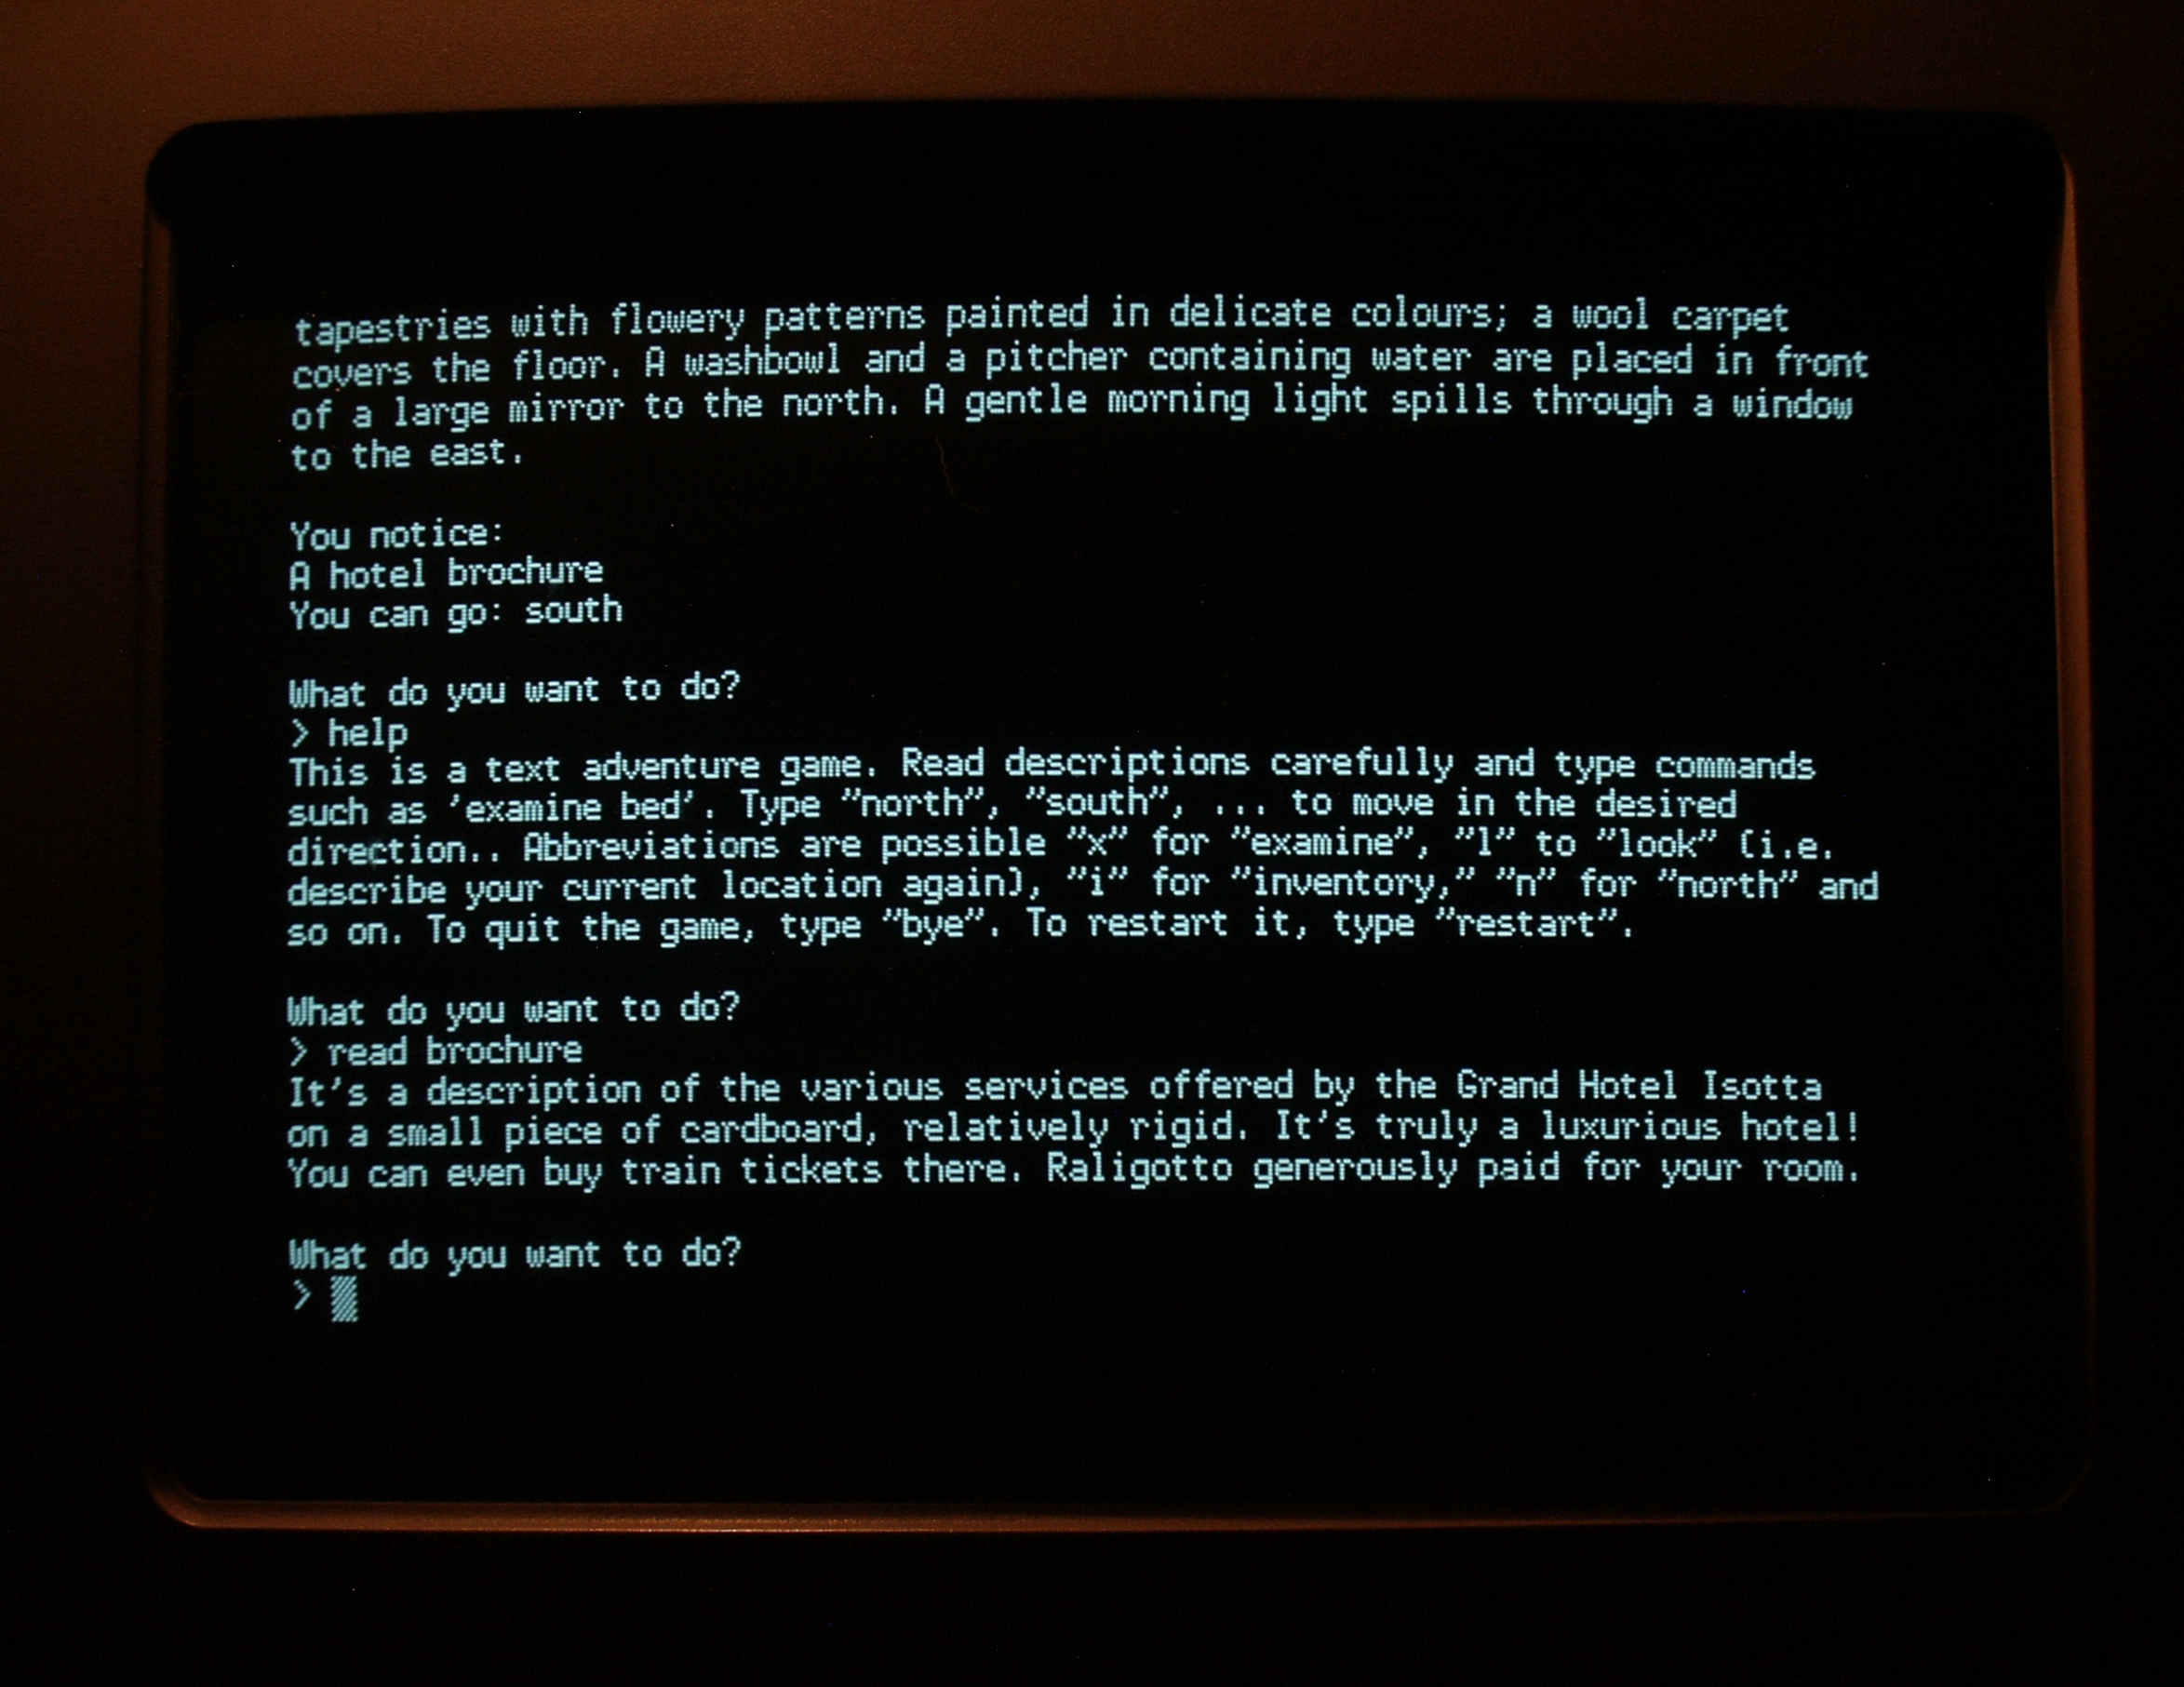 tapestries with flowery patterns painted in delicate colours; a wool carpet
covers the floor. A washbowl and a pitcher containing water are placed in front
of a large mirror to the north. A gentle morning light spills through a window
to the east.
You notice:
A hotel brochure
You can go: south
What do you want to do?
> help
This is a text adventure game. Read descriptions carefully and type commands
such as 'examine bed'. Type "north", "south", ... to move in the desired
direction.. Abbreviations are possible "x" for "examine", "l" to "look" (i.e.
describe your current location again), "i" for "inventory," "n" for "north" and
so on. To quit the game, type "bye". To restart it, type "restart".
What do you want to do?
> read brochure
It's a description of the various services offered by the Grand Hotel Isotta
on a small piece of cardboard, relatively rigid. It's truly a luxurious hotel!
You can even buy train tickets there. Raligotto generously paid for your room.
What do you want to do?
>